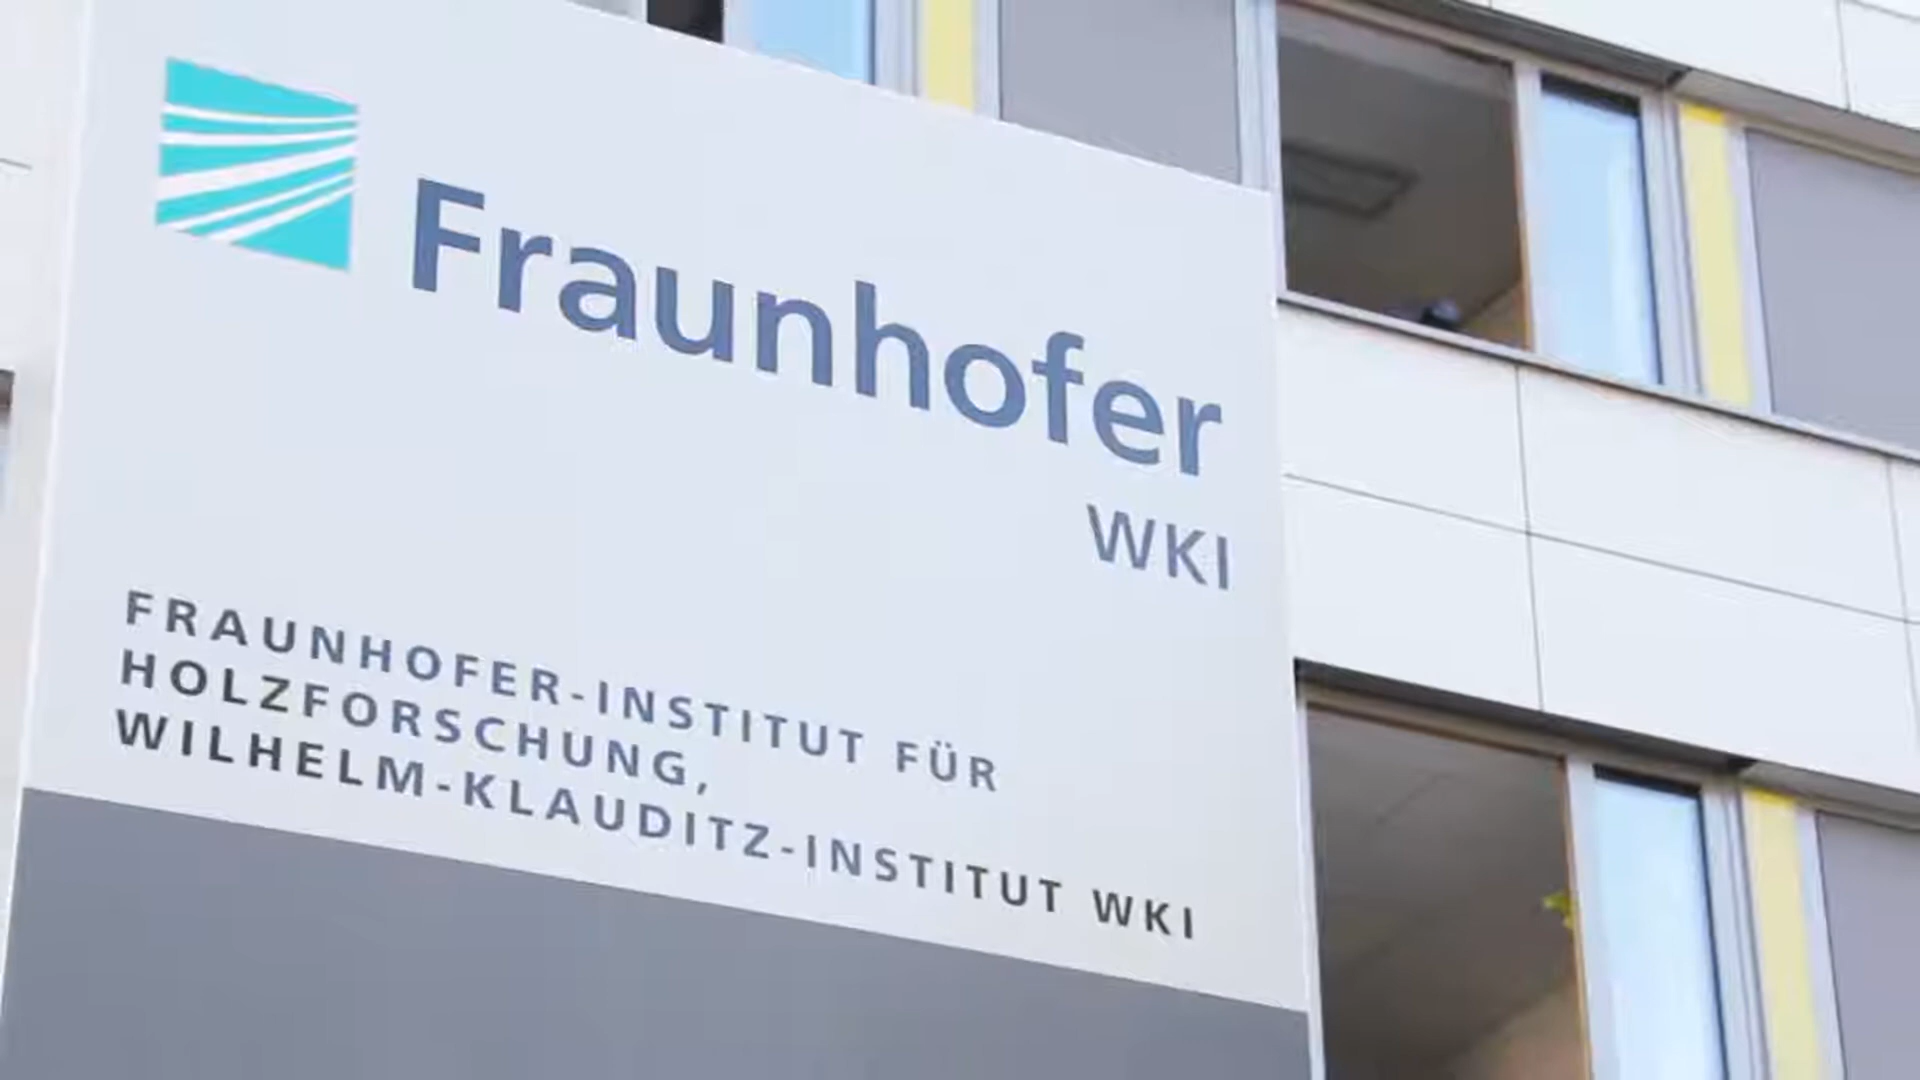 Fraunhofer
WKI
FRAUNHOFER-INSTITUT FÜR
HOLZFORSCHUNG,
WILHELM-KLAUDITZ-INSTITUT WKI